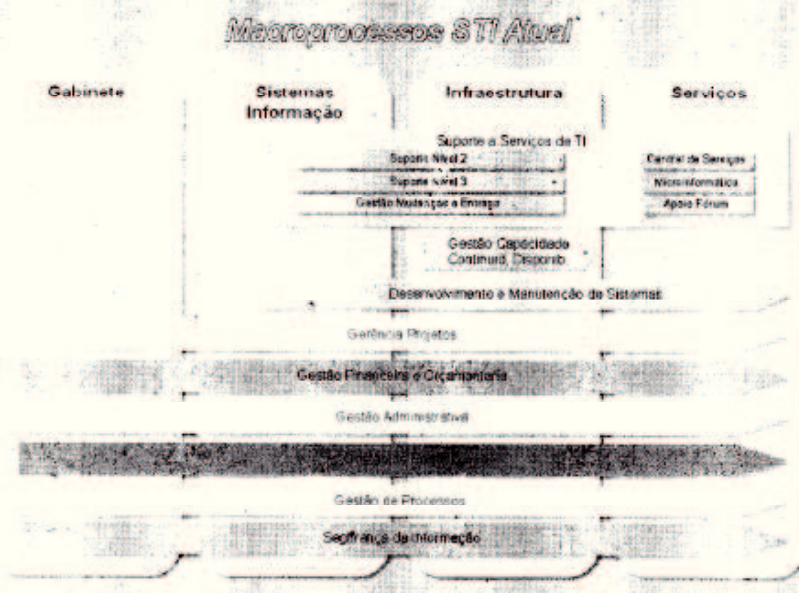 Macroprocessos STI Atual
Gabinete
Sistemas
Informação
Infraestrutura
Serviços
Suporte a Serviços de TI
Suporte Nível 2
Suporte Nível 3
Gestão Mudanças e Entrega
Central de Serviços
Microinformática
Apoio Fórum
Gestão Capacidade
Continuid, Disponib
Desenvolvimento e Manutenção de Sistemas
Gerência Projetos
Gestão Financeira e Orçamentária
Gestão Administrativa
Gestão de Processos
Segurança da Informação